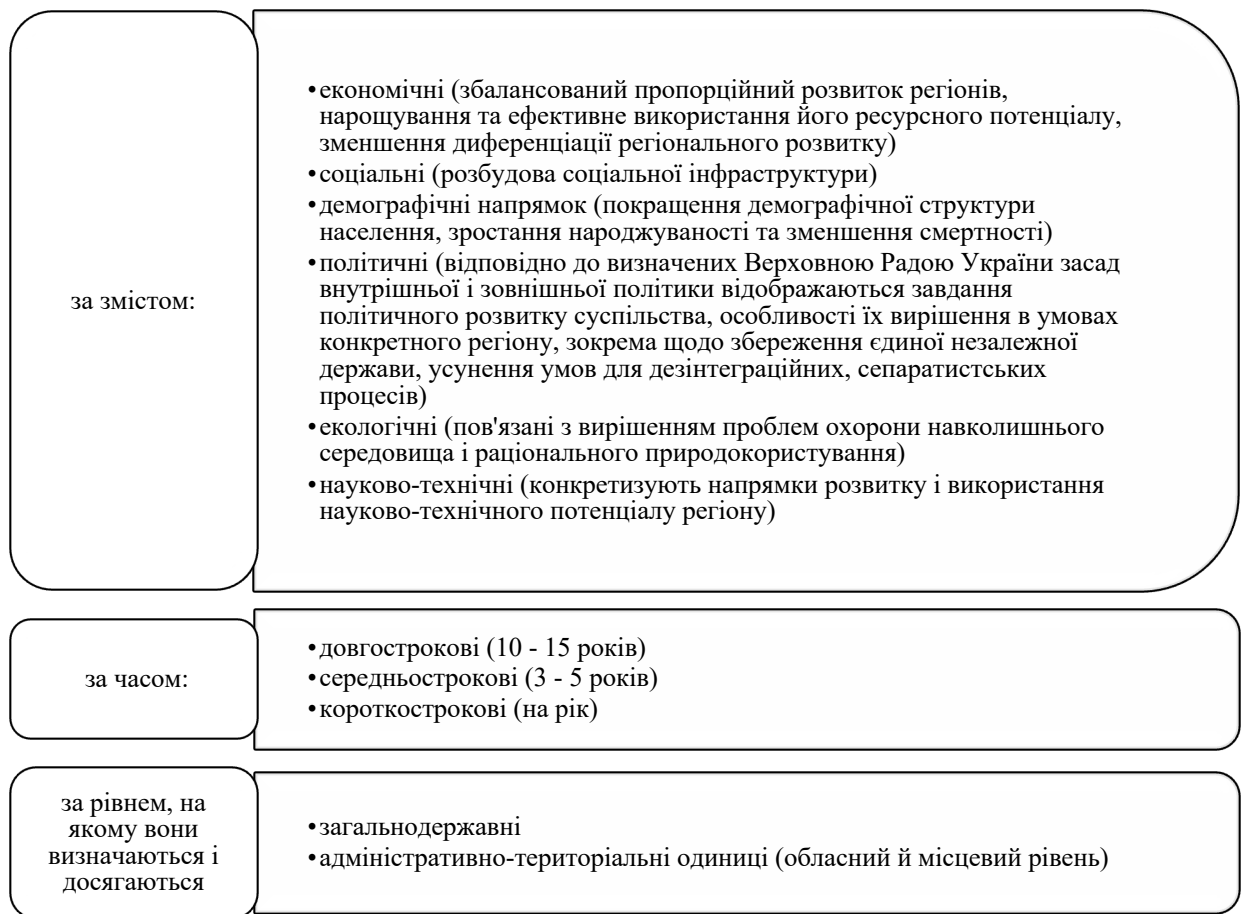 за змістом:
•економічні (збалансований пропорційний розвиток регіонів,
нарощування та ефективне використання його ресурсного потенціалу,
зменшення диференціації регіонального розвитку)
•соціальні (розбудова соціальної інфраструктури)
•демографічні напрямок (покращення демографічної структури
населення, зростання народжуваності та зменшення смертності)
•політичні (відповідно до визначених Верховною Радою України засад
внутрішньої і зовнішньої політики відображаються завдання
політичного розвитку суспільства, особливості їх вирішення в умовах
конкретного регіону, зокрема щодо збереження єдиної незалежної
держави, усунення умов для дезінтеграційних, сепаратистських
процесів)
•екологічні (пов'язані з вирішенням проблем охорони навколишнього
середовища і раціонального природокористування)
•науково-технічні (конкретизують напрямки розвитку і використання
науково-технічного потенціалу регіону)
за часом:
•довгострокові (10 - 15 років)
•середньострокові (3 - 5 років)
•короткострокові (на рік)
за рівнем, на
якому вони
визначаються і
досягаються
•загальнодержавні
•адміністративно-територіальні одиниці (обласний й місцевий рівень)